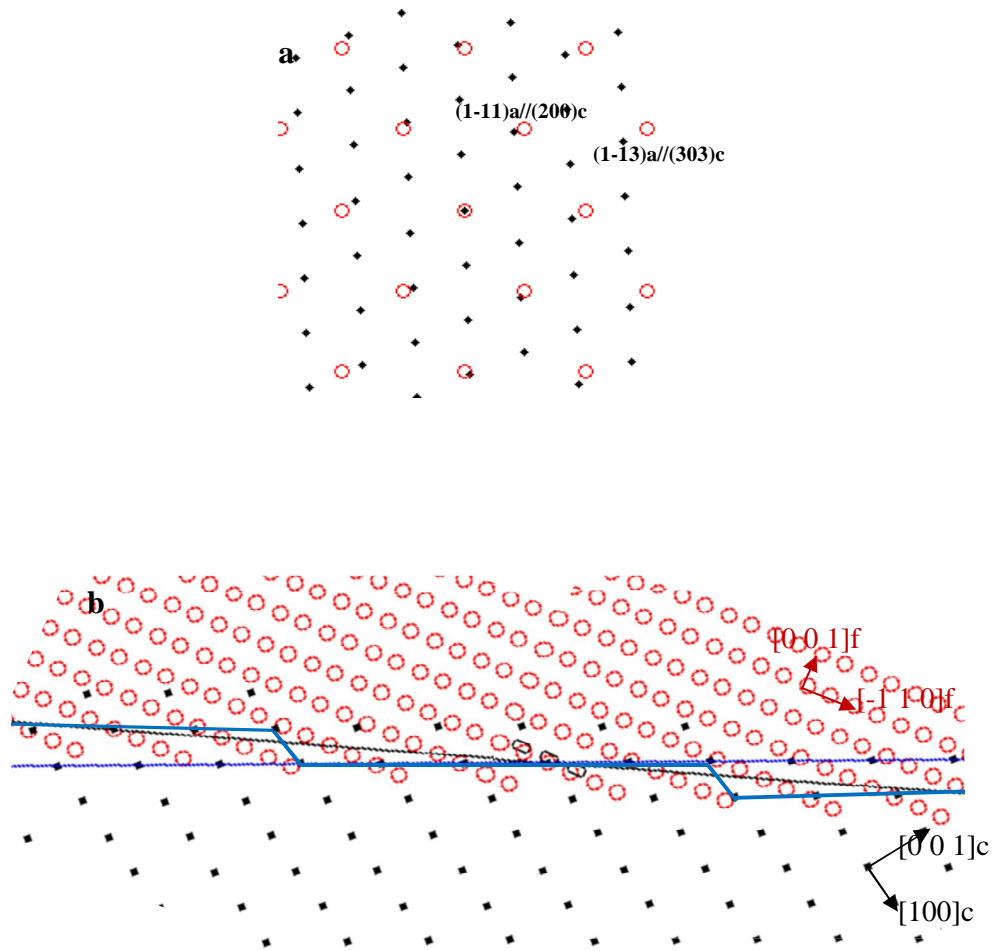 a
(1-11)a//(200)c
(1-13)a//(303)c
b
[0 0 1]f
[-1 1 0]f
[0 0 1]c
[100]c